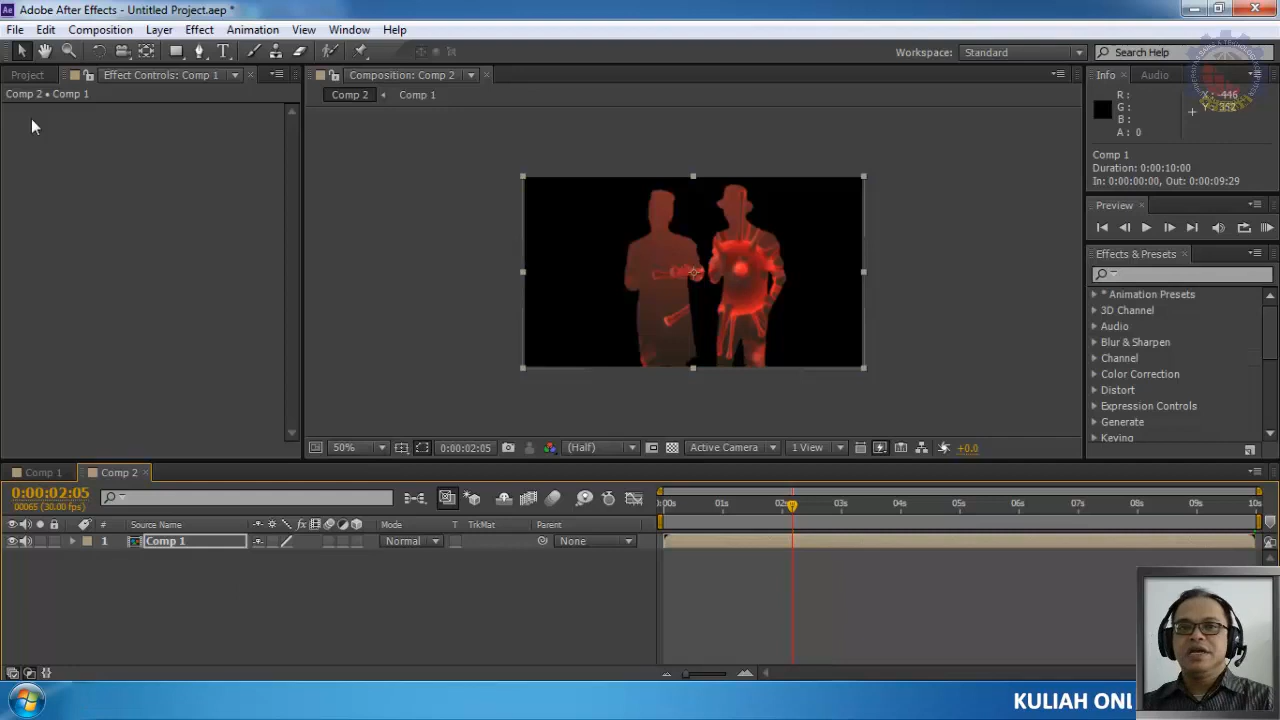 Adobe After Effects - Untitled Project.aep *
File Edit Composition Layer Effect Animation View Window Help
Workspace: Standard Search Help
Project Effect Controls: Comp 1 Composition: Comp 2 Info Audio
Comp 2 • Comp 1 Comp 2 Comp 1
R : X : -446
G : Y : 352
B :
A : 0
Comp 1
Duration: 0:00:10:00
In: 0:00:00:00, Out: 0:00:09:29
Preview
Effects & Presets
* Animation Presets
3D Channel
Audio
Blur & Sharpen
Channel
Color Correction
Distort
Expression Controls
Generate
Keying
50% 0:00:02:05 (Half) Active Camera 1 View +0.0
Comp 1 Comp 2
0:00:02:05
00065 (30.00 fps)
:00s 01s 02s 03s 04s 05s 06s 07s 08s 09s 10s
# Source Name Mode T TrkMat Parent
1 Comp 1 Normal None
KULIAH ONL